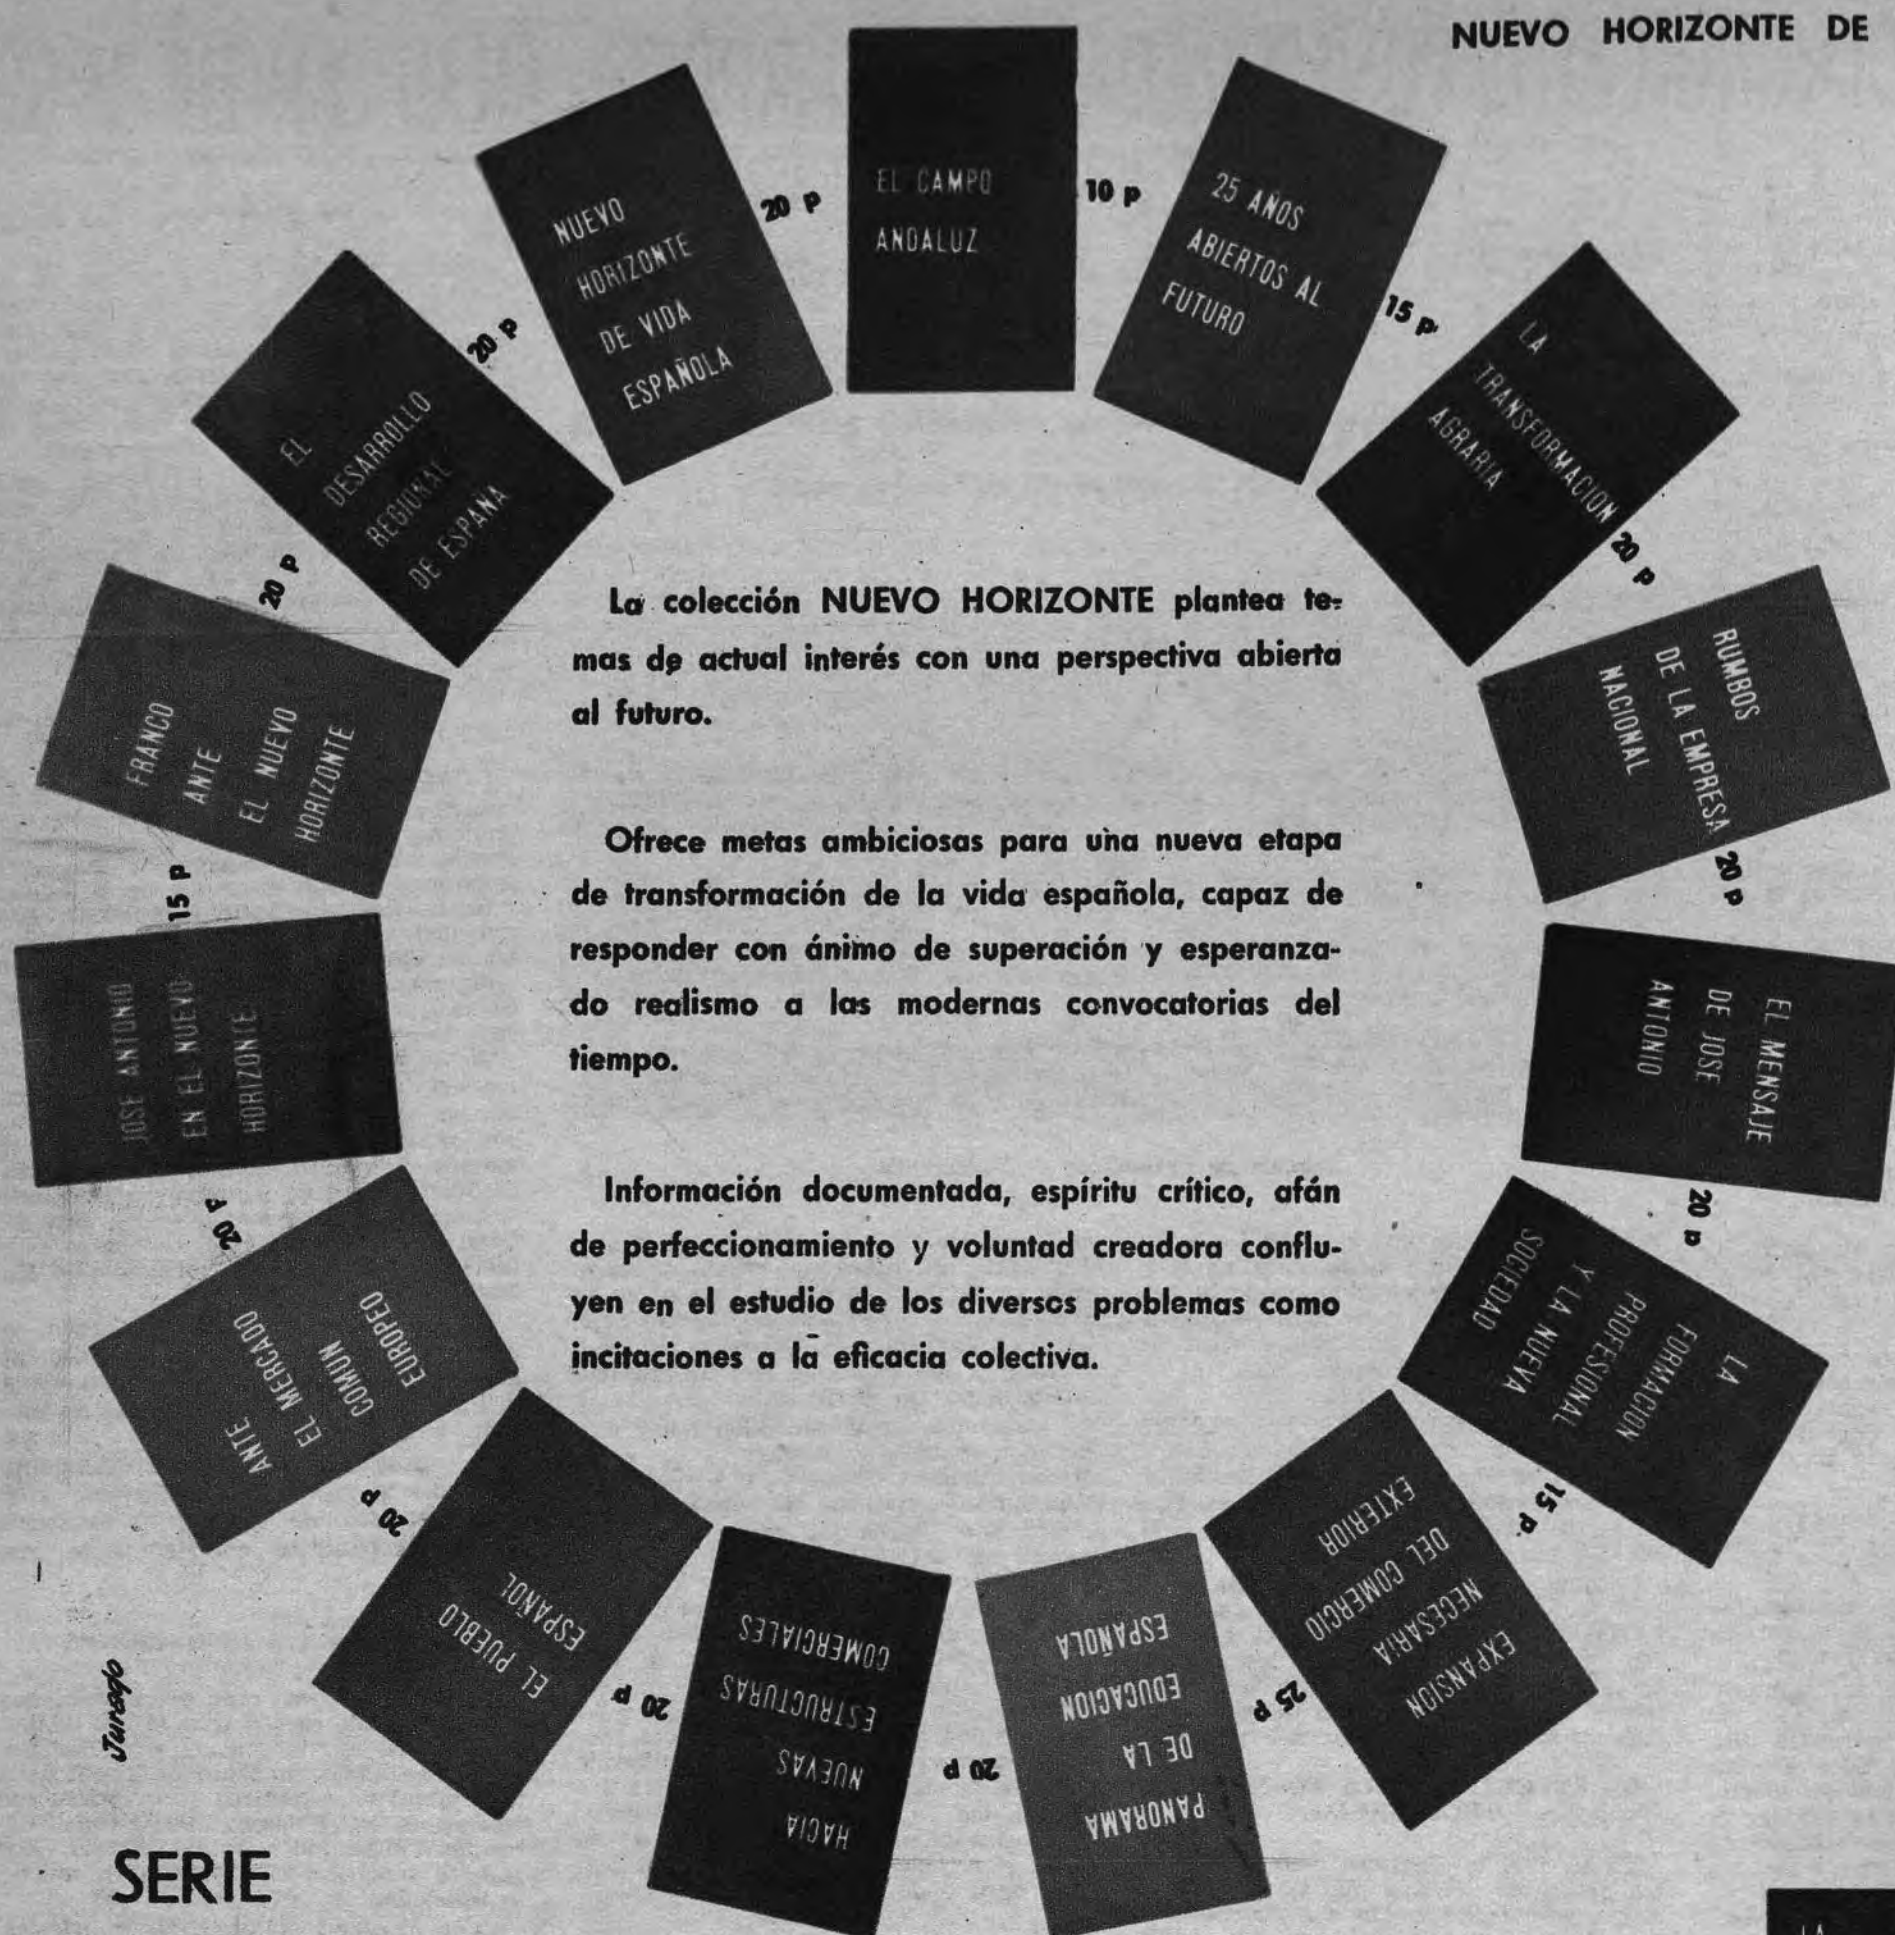 NUEVO HORIZONTE DE
EL CAMPO
ANDALUZ
10 P
25 AÑOS
ABIERTOS AL
FUTURO
15 P
LA
TRANSFORMACION
AGRARIA
20 P
RUMBOS
DE LA EMPRESA
NACIONAL
20 P
EL MENSAJE
DE JOSE
ANTONIO
20 P
LA
FORMACION
PROFESIONAL
Y LA NUEVA
SOCIEDAD
15 P
EXPANSION
NECESARIA
DEL COMERCIO
EXTERIOR
25 P
PANORAMA
DE LA
EDUCACION
ESPAÑOLA
20 P
HACIA
NUEVAS
ESTRUCTURAS
COMERCIALES
20 P
EL PUEBLO
ESPAÑOL
20 P
ANTE
EL MERCADO
COMUN
EUROPEO
20 P
JOSE ANTONIO
EN EL NUEVO
HORIZONTE
15 P
FRANCO
ANTE
EL NUEVO
HORIZONTE
20 P
EL
DESARROLLO
REGIONAL
DE ESPAÑA
20 P
NUEVO
HORIZONTE
DE VIDA
ESPAÑOLA
20 P
La colección NUEVO HORIZONTE plantea te-
mas de actual interés con una perspectiva abierta
al futuro.
Ofrece metas ambiciosas para una nueva etapa
de transformación de la vida española, capaz de
responder con ánimo de superación y esperanza-
do realismo a las modernas convocatorias del
tiempo.
Información documentada, espíritu crítico, afán
de perfeccionamiento y voluntad creadora conflu-
yen en el estudio de los diversos problemas como
incitaciones a la eficacia colectiva.
SERIE
LA